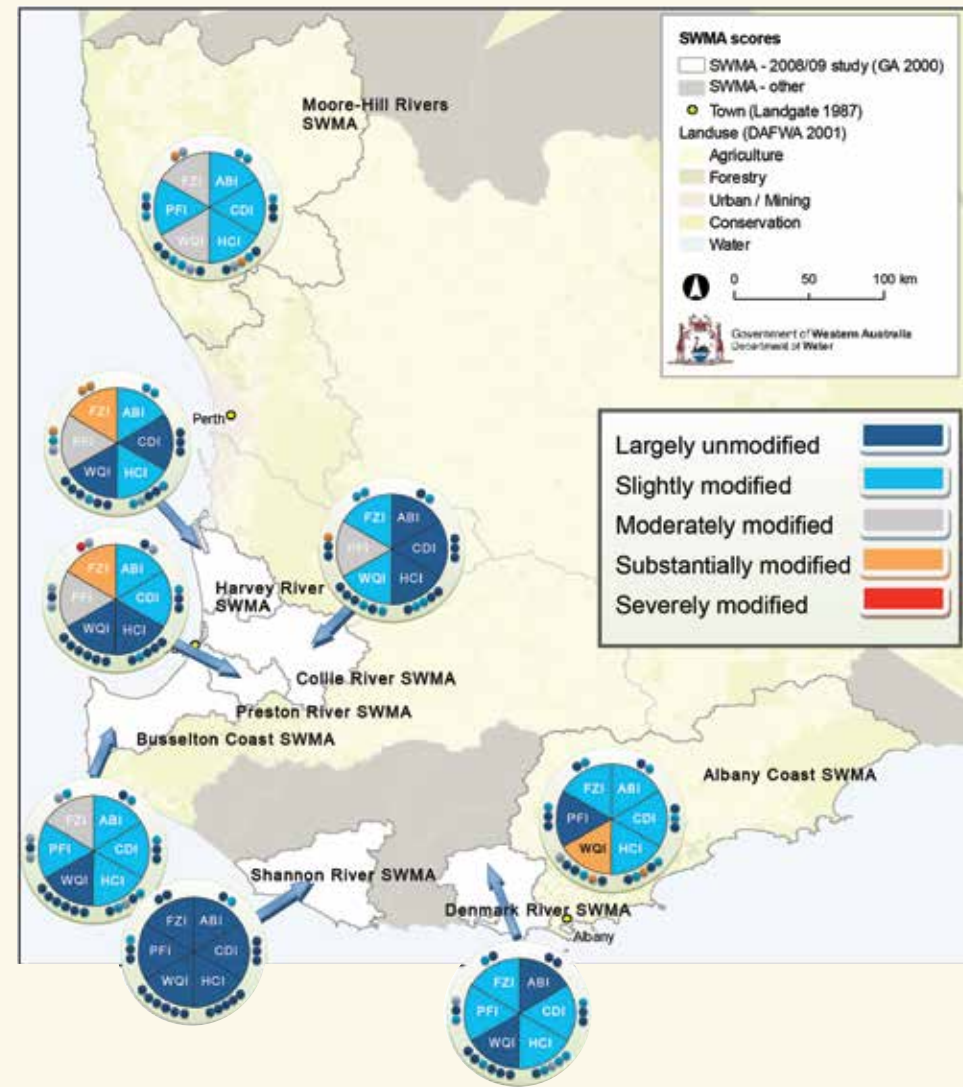 SWMA scores
SWMA - 2008/09 study (GA 2000)
SWMA - other
Town (Landgate 1987)
Landuse (DAFWA 2001)
Agriculture
Forestry
Urban / Mining
Conservation
Water
0 50 100 km
Government of Western Australia
Department of Water
Largely unmodified
Slightly modified
Moderately modified
Substantially modified
Severely modified
Moore-Hill Rivers
SWMA
FZI ABI
PFI CDI
WQI HCI
Perth
FZI ABI
PFI CDI
WQI HCI
FZI ABI
PFI CDI
WQI HCI
Harvey River
SWMA
FZI ABI
PFI CDI
WQI HCI
Collie River SWMA
Preston River SWMA
Busselton Coast SWMA
Albany Coast SWMA
FZI ABI
PFI CDI
WQI HCI
FZI ABI
PFI CDI
WQI HCI
Shannon River SWMA
Denmark River SWMA
Albany
FZI ABI
PFI CDI
WQI HCI
FZI ABI
PFI CDI
WQI HCI